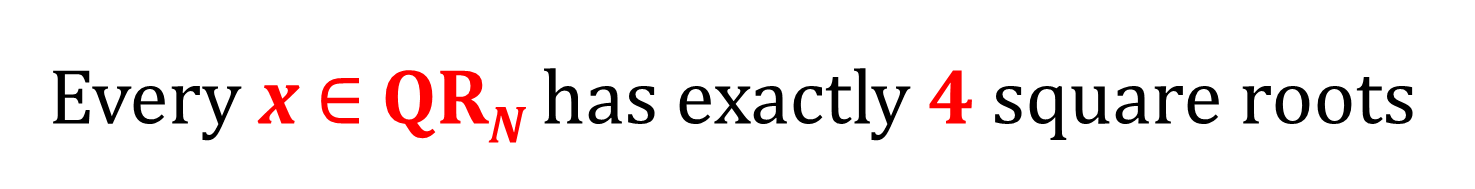 Every x ∈ QR_N has exactly 4 square roots